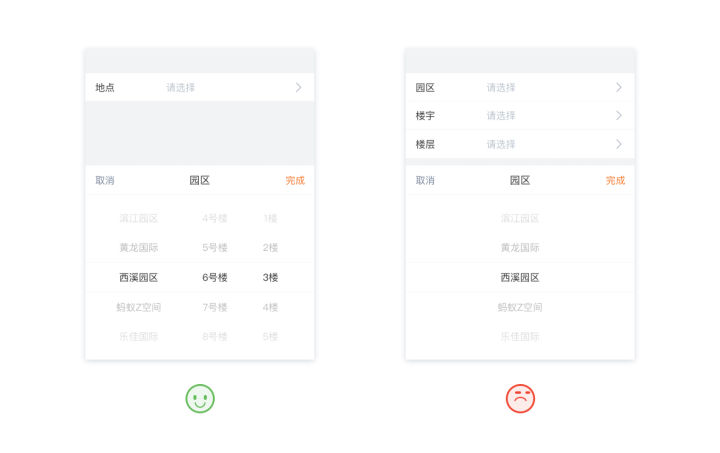 地点 请选择
取消 园区 完成
滨江园区 4号楼 1楼
黄龙国际 5号楼 2楼
西溪园区 6号楼 3楼
蚂蚁Z空间 7号楼 4楼
乐佳国际 8号楼 5楼
园区 请选择
楼宇 请选择
楼层 请选择
取消 园区 完成
滨江园区
黄龙国际
西溪园区
蚂蚁Z空间
乐佳国际